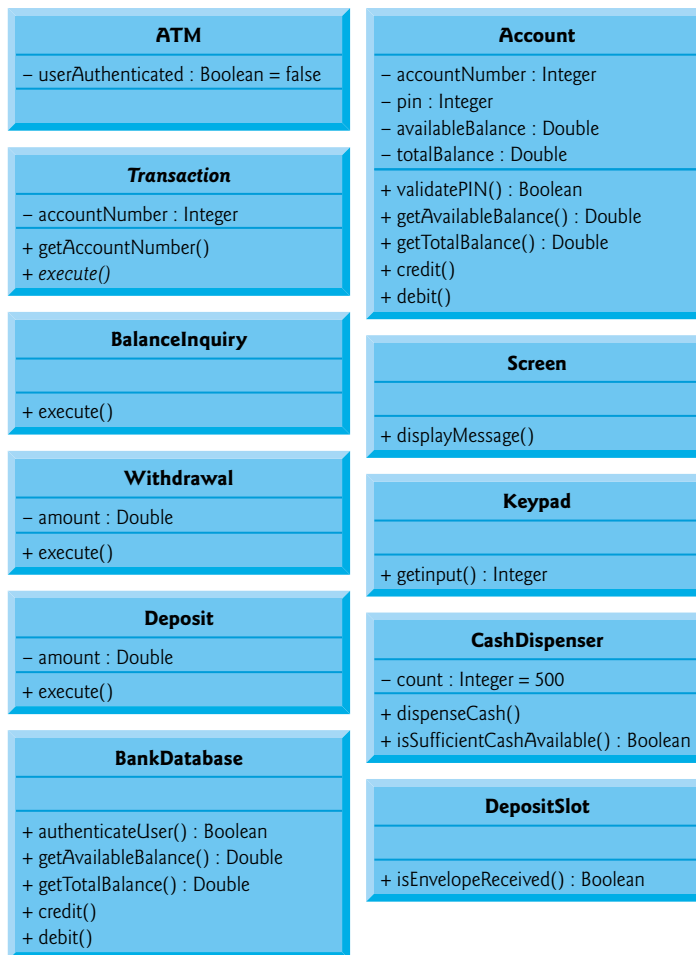 ATM
– userAuthenticated : Boolean = false
Transaction
– accountNumber : Integer
+ getAccountNumber()
+ execute()
BalanceInquiry
+ execute()
Withdrawal
– amount : Double
+ execute()
Deposit
– amount : Double
+ execute()
BankDatabase
+ authenticateUser() : Boolean
+ getAvailableBalance() : Double
+ getTotalBalance() : Double
+ credit()
+ debit()
Account
– accountNumber : Integer
– pin : Integer
– availableBalance : Double
– totalBalance : Double
+ validatePIN() : Boolean
+ getAvailableBalance() : Double
+ getTotalBalance() : Double
+ credit()
+ debit()
Screen
+ displayMessage()
Keypad
+ getinput() : Integer
CashDispenser
– count : Integer = 500
+ dispenseCash()
+ isSufficientCashAvailable() : Boolean
DepositSlot
+ isEnvelopeReceived() : Boolean